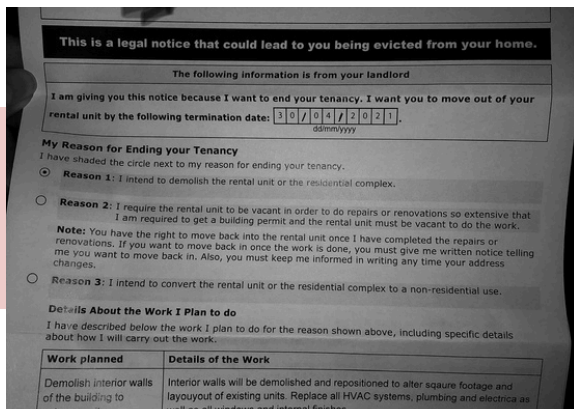 This is a legal notice that could lead to you being evicted from your home.
The following information is from your landlord
I am giving you this notice because I want to end your tenancy. I want you to move out of your
rental unit by the following termination date: 30/04/2021.
dd/mm/yyyy
My Reason for Ending your Tenancy
I have shaded the circle next to my reason for ending your tenancy.
Reason 1: I intend to demolish the rental unit or the residential complex.
Reason 2: I require the rental unit to be vacant in order to do repairs or renovations so extensive that
I am required to get a building permit and the rental unit must be vacant to do the work.
Note: You have the right to move back into the rental unit once I have completed the repairs or
renovations. If you want to move back in once the work is done, you must give me written notice telling
me you want to move back in. Also, you must keep me informed in writing any time your address
changes.
Reason 3: I intend to convert the rental unit or the residential complex to a non-residential use.
Details About the Work I Plan to do
I have described below the work I plan to do for the reason shown above, including specific details
about how I will carry out the work.
Work planned
Details of the Work
Demolish interior walls
of the building to
Interior walls will be demolished and repositioned to alter sqaure footage and
layouyout of existing units. Replace all HVAC systems, plumbing and electrica as
well as all windows and internal finishes